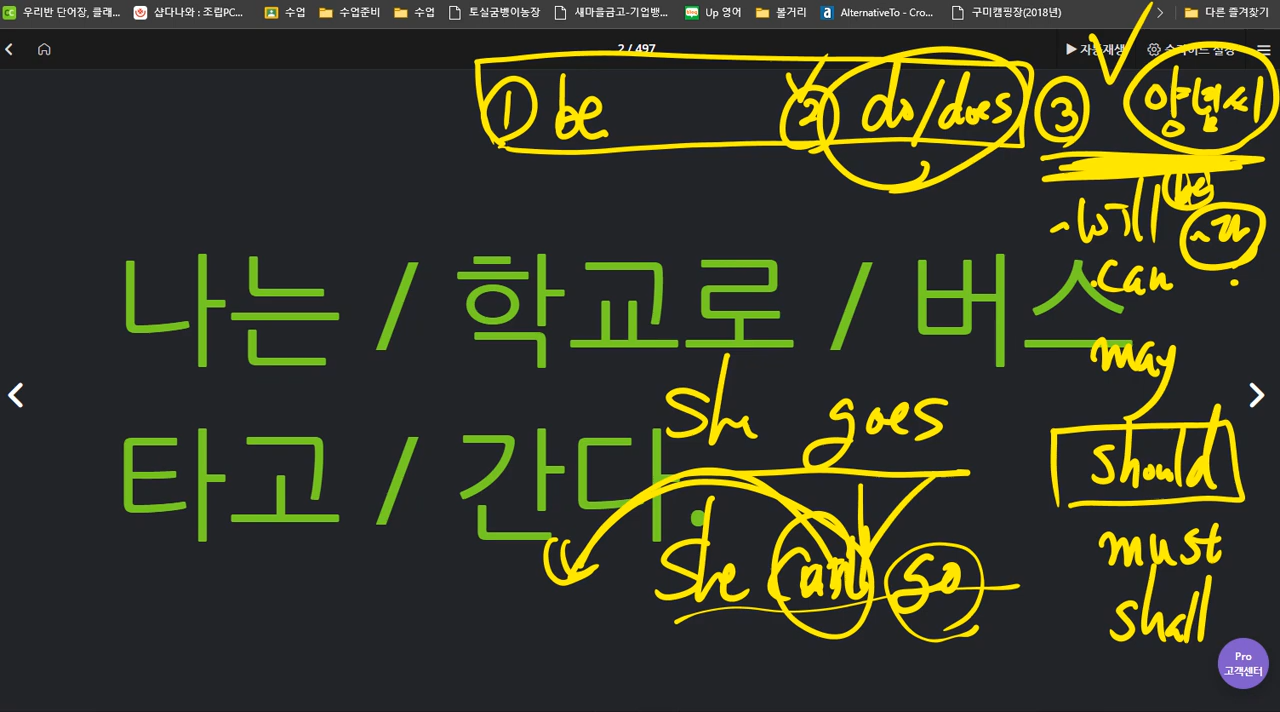 우리반 단어장, 클래... 샵다나와 : 조립PC... 수업 수업준비 수업 토실굼벵이농장 새마을금고-기업뱅... Up 영어 볼거리 AlternativeTo - Cro... 구미캠핑장(2018년) 다른 즐겨찾기
2 / 497 자동재생
① be ② do/does ③ 양념씨
~will be ~라
can
나는 / 학교로 / 버스
may
She goes
타고 / 간다.
should
She can go
must
shall
Pro
고객센터